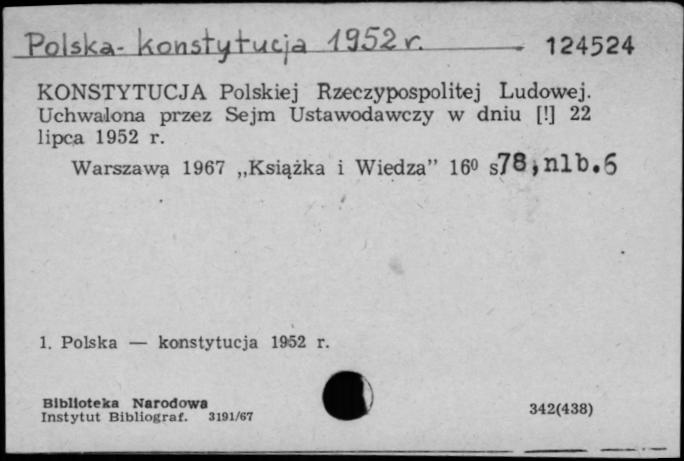 Polska - konstytucja 1952 r. 124524
KONSTYTUCJA Polskiej Rzeczypospolitej Ludowej.
Uchwalona przez Sejm Ustawodawczy w dniu [!] 22
lipca 1952 r.
Warszawa 1967 „Książka i Wiedza” 16⁰ s78, nlb.6
1. Polska — konstytucja 1952 r.
Biblioteka Narodowa
Instytut Bibliograf. 3191/67
342(438)